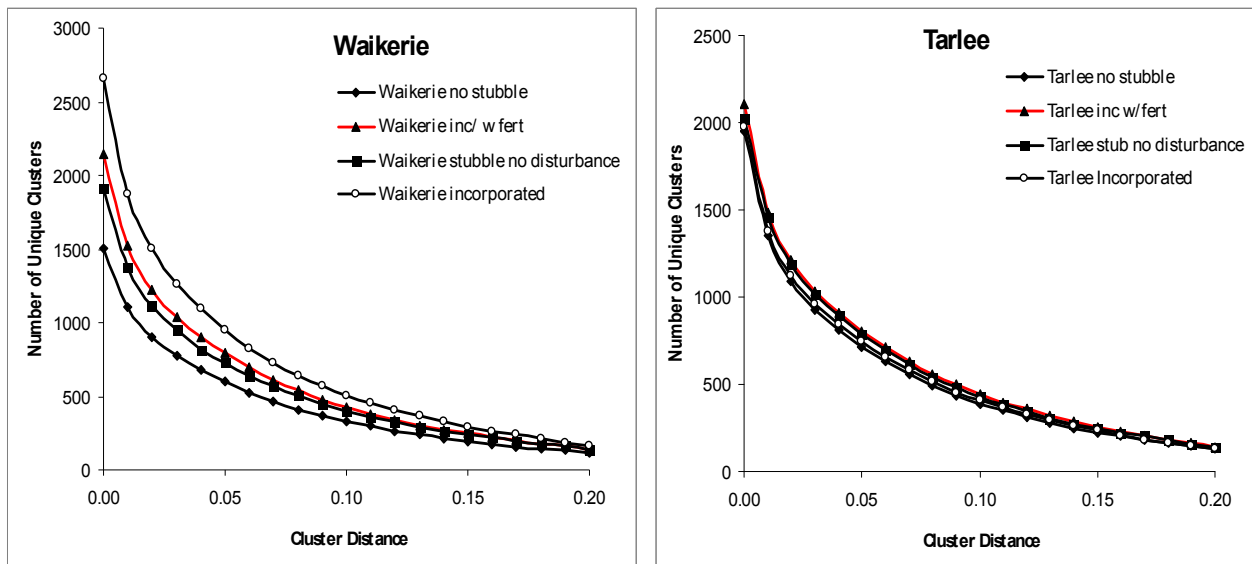 Waikerie
Waikerie no stubble
Waikerie inc/ w fert
Waikerie stubble no disturbance
Waikerie incorporated
Number of Unique Clusters
3000
2500
2000
1500
1000
500
0
0.00
0.05
0.10
0.15
0.20
Cluster Distance
Tarlee
Tarlee no stubble
Tarlee inc w/fert
Tarlee stub no disturbance
Tarlee Incorporated
Number of Unique Clusters
2500
2000
1500
1000
500
0
0.00
0.05
0.10
0.15
0.20
Cluster Distance